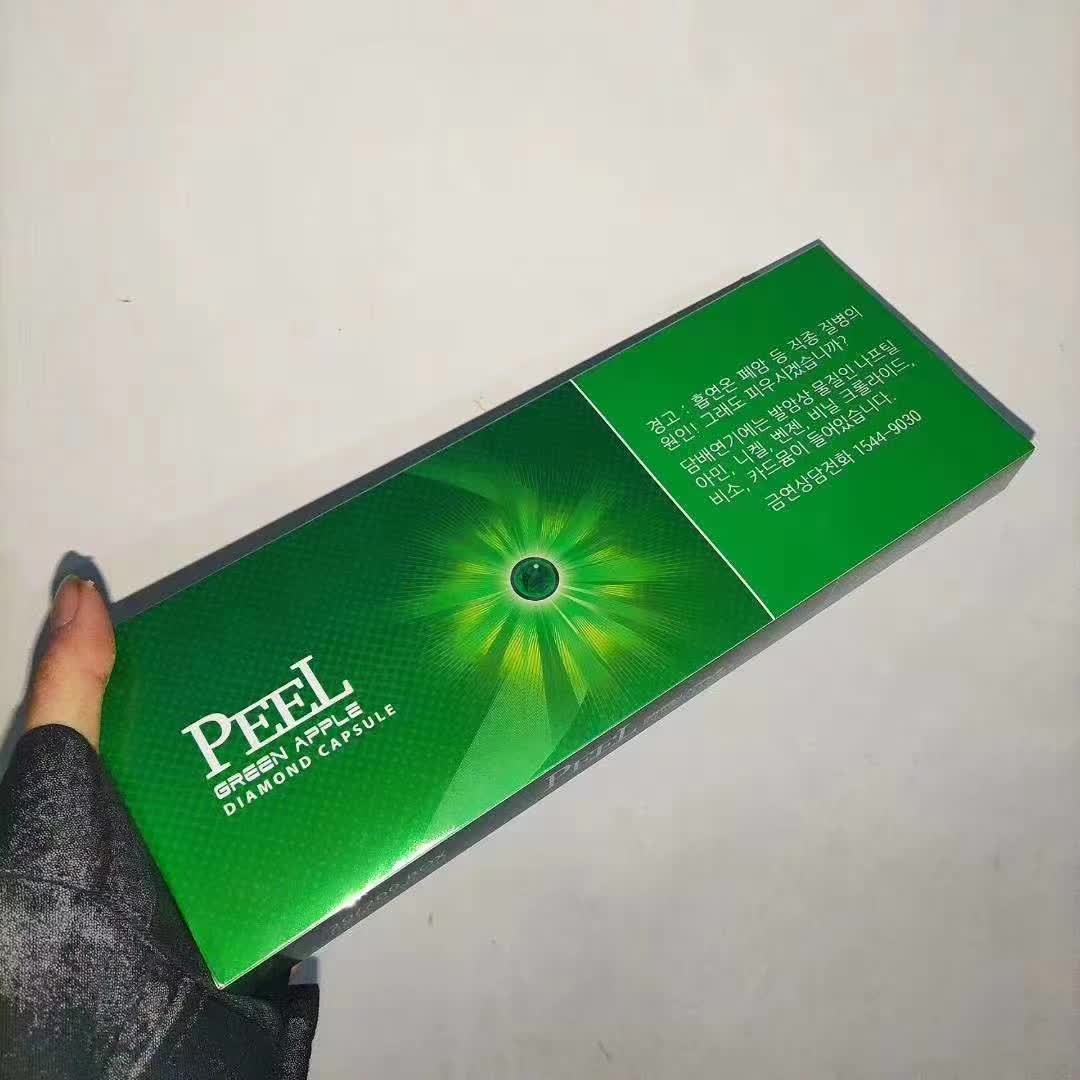 PEEL
GREEN APPLE
DIAMOND CAPSULE
경고 : 흡연은 폐암 등 각종 질병의
원인! 그래도 피우시겠습니까?
담배연기에는 발암상 물질인 나프틸
아민, 니켈, 벤젠, 비닐 크롤라이드,
비소, 카드뮴이 들어있습니다.
금연상담전화 1544-9030
PEEL